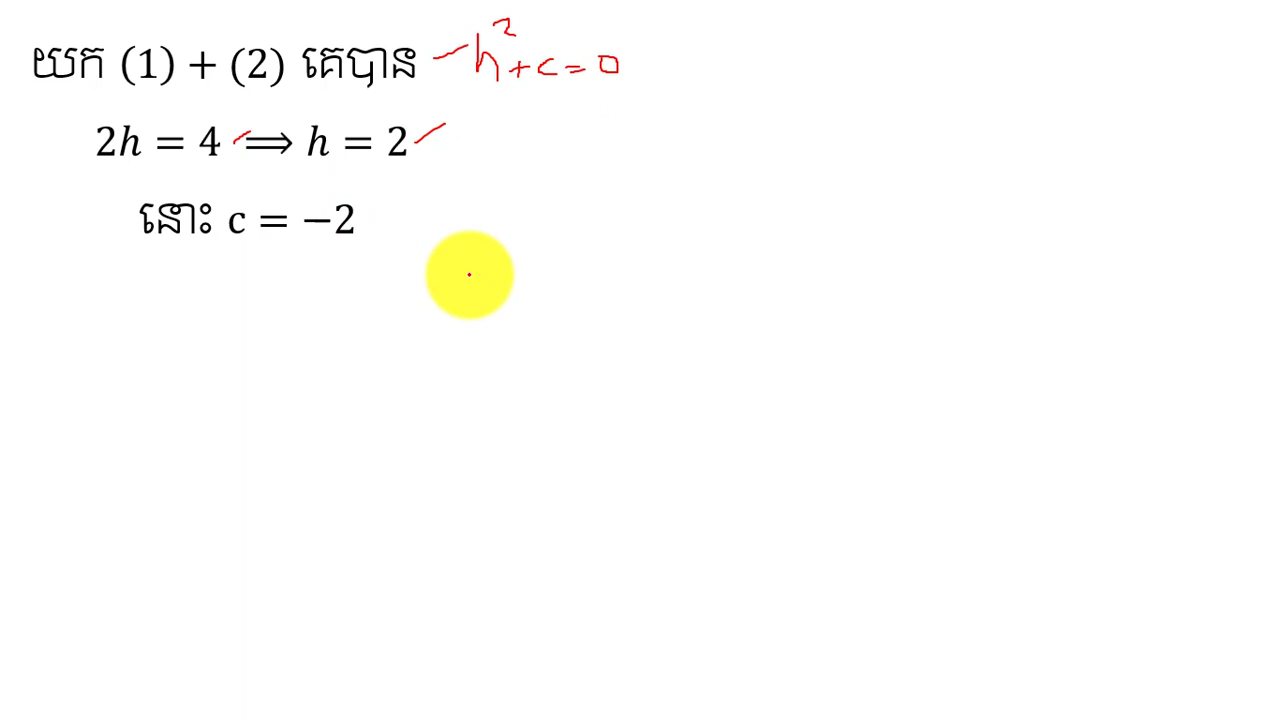 យក (1) + (2) គេបាន −h² + c = 0
2h = 4 ⟹ h = 2
នោះ c = −2